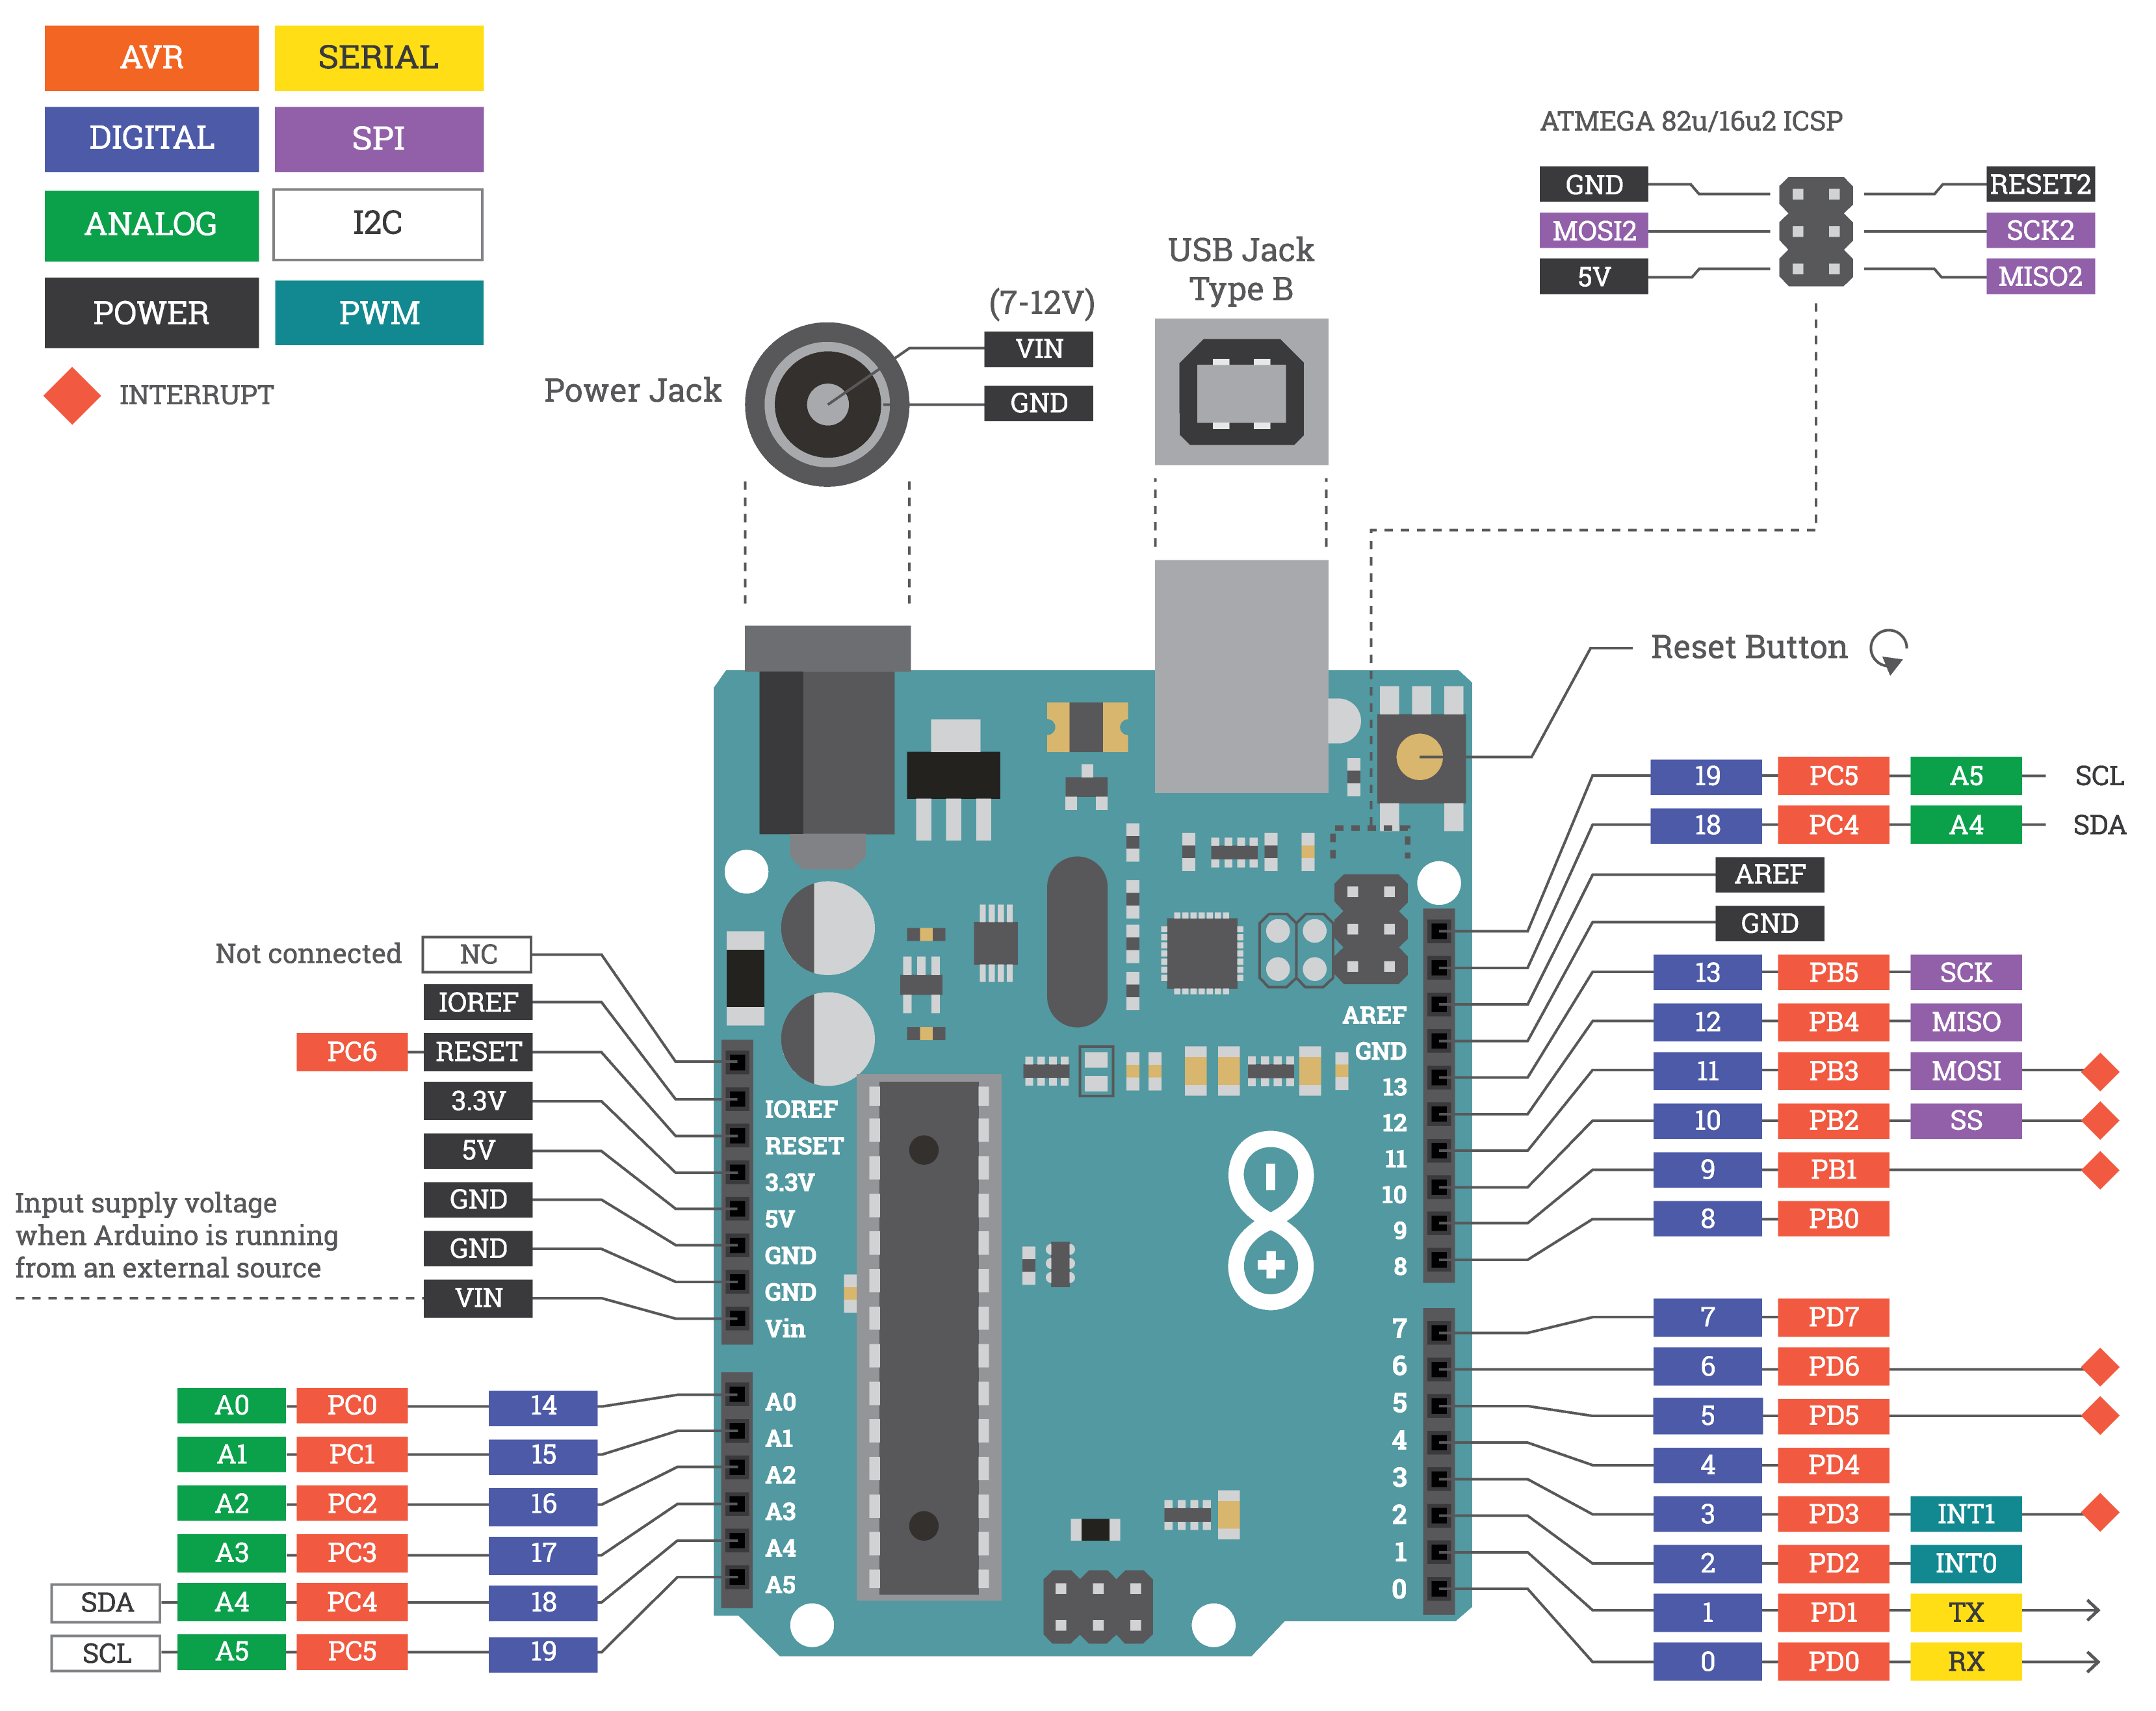 AVR
SERIAL
DIGITAL
SPI
ANALOG
I2C
POWER
PWM
INTERRUPT
ATMEGA 82u/16u2 ICSP
GND
RESET2
MOSI2
SCK2
5V
MISO2
USB Jack
Type B
(7-12V)
VIN
GND
Power Jack
Reset Button
19 PC5 A5 SCL
18 PC4 A4 SDA
AREF
GND
13 PB5 SCK
12 PB4 MISO
11 PB3 MOSI
10 PB2 SS
9 PB1
8 PB0
7 PD7
6 PD6
5 PD5
4 PD4
3 PD3 INT1
2 PD2 INT0
1 PD1 TX
0 PD0 RX
Not connected NC
IOREF
PC6 RESET
3.3V
5V
GND
GND
VIN
Input supply voltage
when Arduino is running
from an external source
A0 PC0 14
A1 PC1 15
A2 PC2 16
A3 PC3 17
SDA A4 PC4 18
SCL A5 PC5 19
IOREF
RESET
3.3V
5V
GND
GND
Vin
A0
A1
A2
A3
A4
A5
AREF
GND
13
12
11
10
9
8
7
6
5
4
3
2
1
0